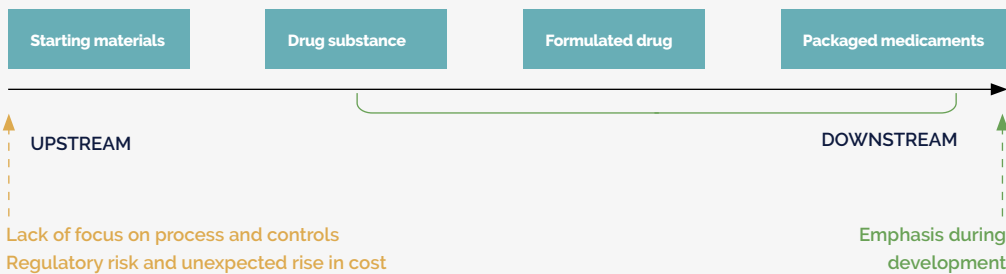 Starting materials
Drug substance
Formulated drug
Packaged medicaments
UPSTREAM
DOWNSTREAM
Lack of focus on process and controls
Regulatory risk and unexpected rise in cost
Emphasis during
development